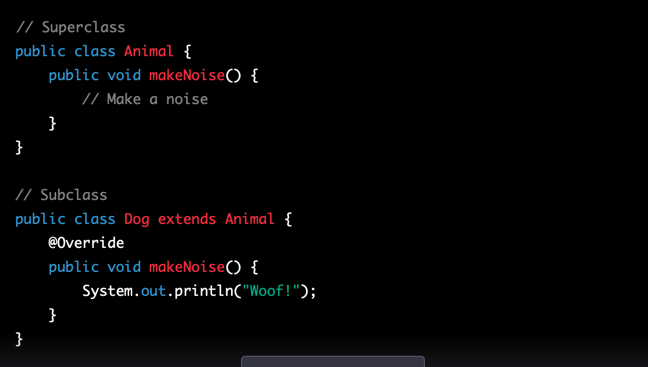 // Superclass
public class Animal {
    public void makeNoise() {
        // Make a noise
    }
}

// Subclass
public class Dog extends Animal {
    @Override
    public void makeNoise() {
        System.out.println("Woof!");
    }
}